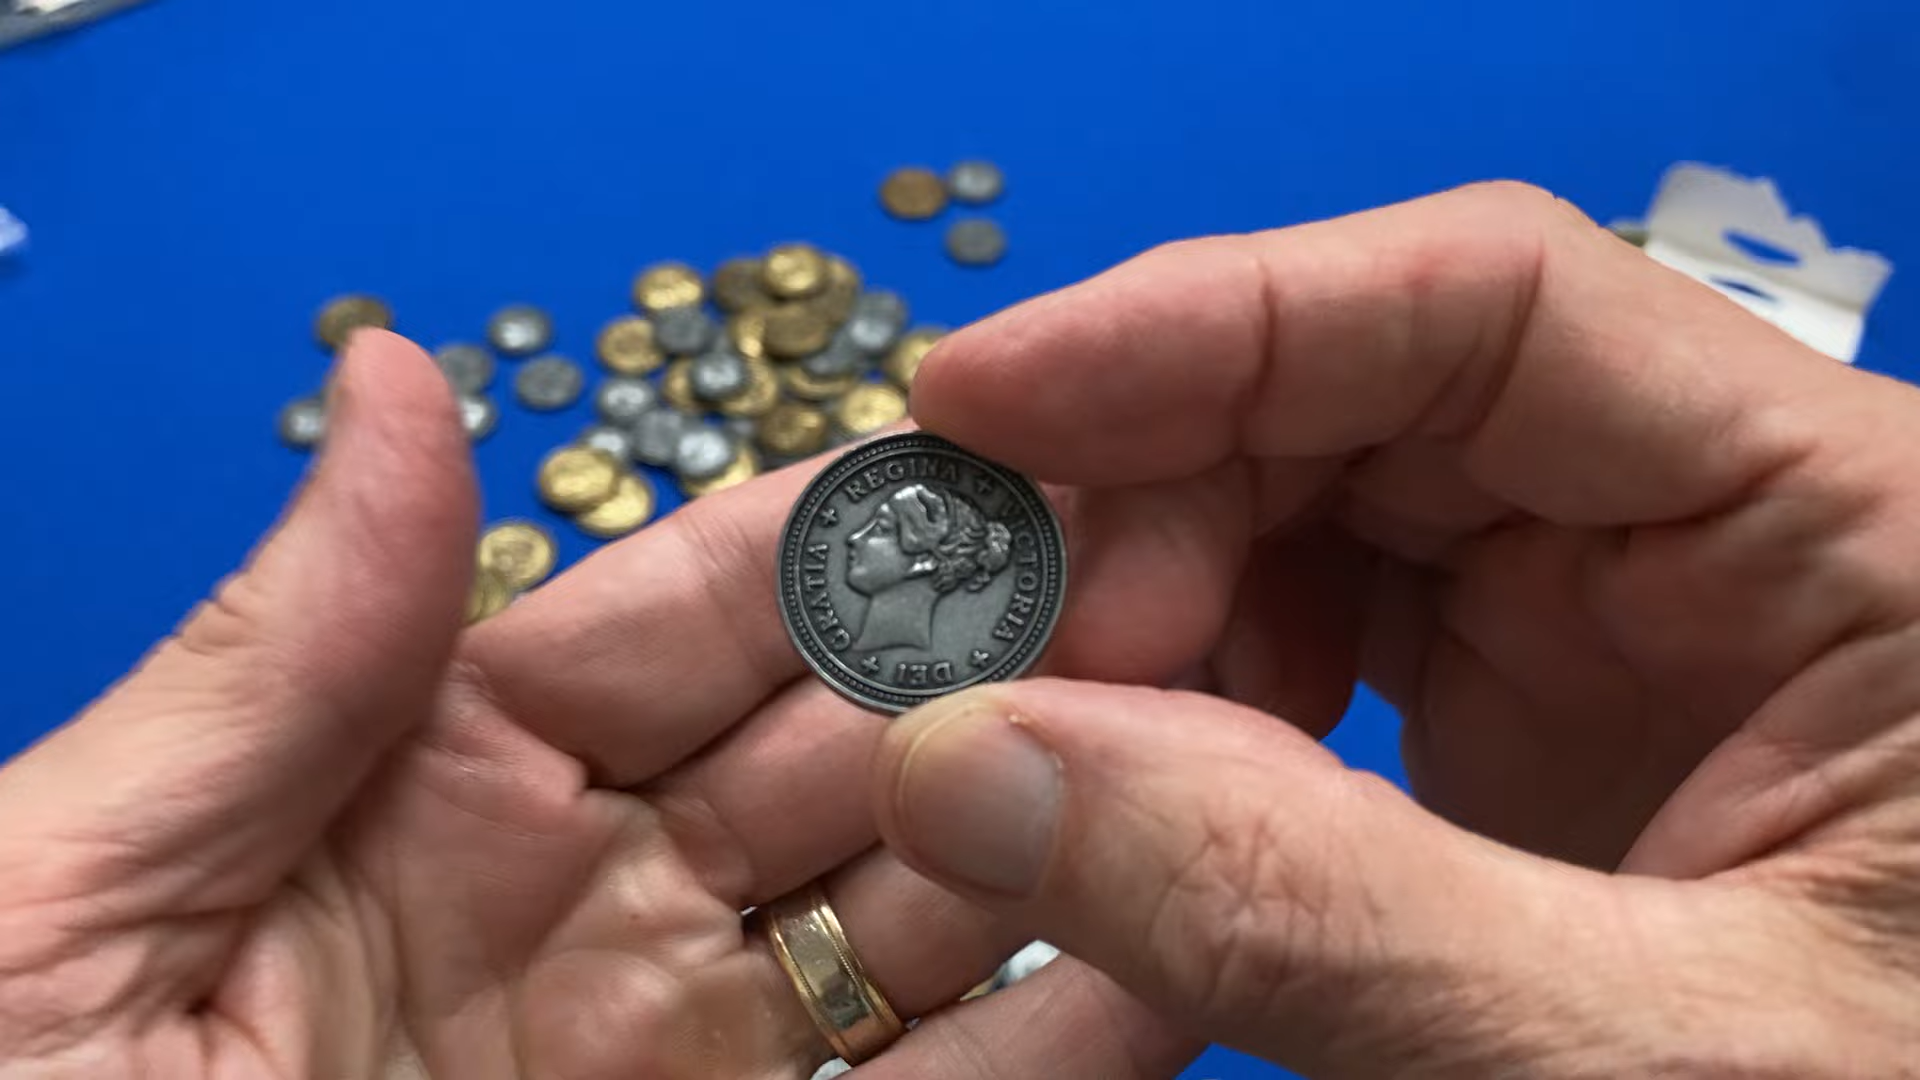 VICTORIA + DEI + GRATIA + REGINA +